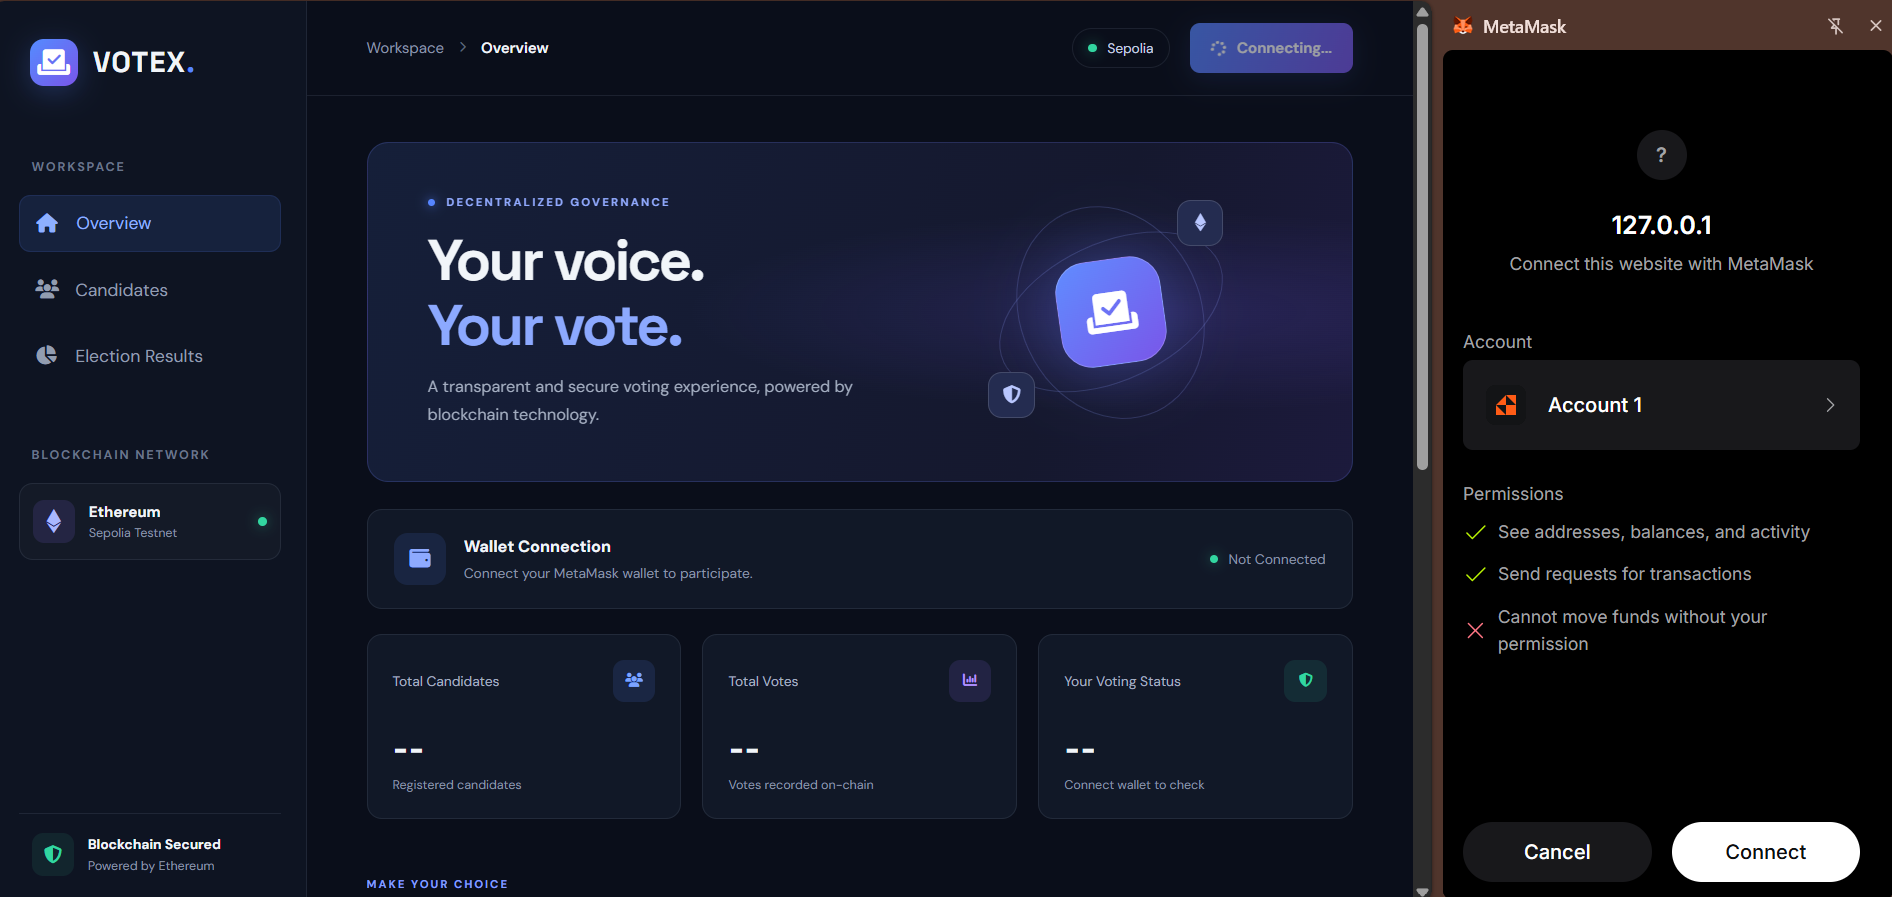 VOTEX.
WORKSPACE
Overview
Candidates
Election Results
BLOCKCHAIN NETWORK
Ethereum
Sepolia Testnet
Blockchain Secured
Powered by Ethereum
Workspace > Overview
Sepolia
Connecting...
DECENTRALIZED GOVERNANCE
Your voice.
Your vote.
A transparent and secure voting experience, powered by
blockchain technology.
Wallet Connection
Connect your MetaMask wallet to participate.
Not Connected
Total Candidates
--
Registered candidates
Total Votes
--
Votes recorded on-chain
Your Voting Status
--
Connect wallet to check
MAKE YOUR CHOICE
MetaMask
?
127.0.0.1
Connect this website with MetaMask
Account
Account 1
Permissions
See addresses, balances, and activity
Send requests for transactions
Cannot move funds without your
permission
Cancel
Connect